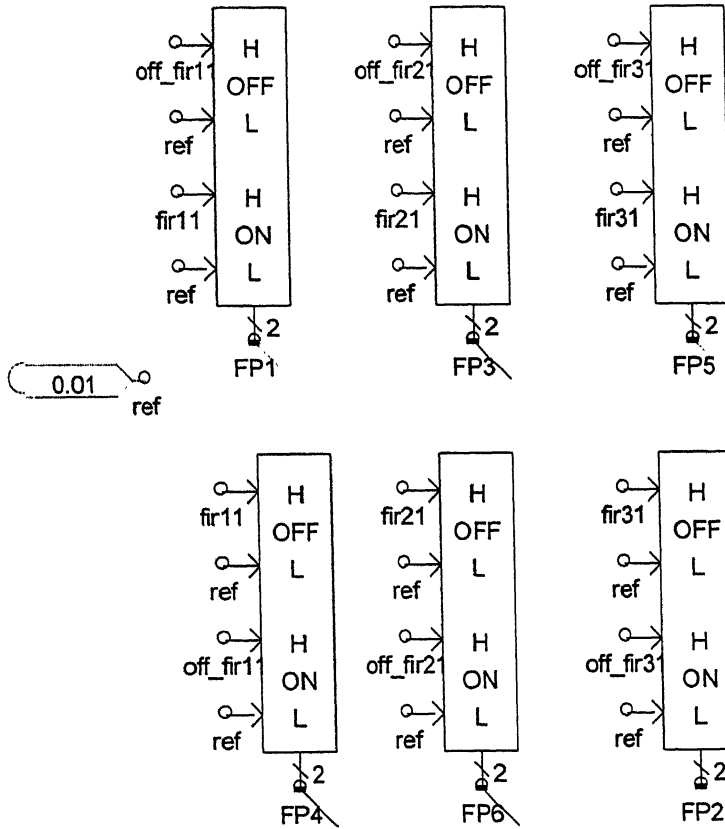 H H H
off_fir11 off_fir21 off_fir31
OFF OFF OFF
L L L
ref ref ref
H H H
fir11 fir21 fir31
ON ON ON
L L L
ref ref ref
2 2 2
FP1 FP3 FP5
0.01
ref
H H H
fir11 fir21 fir31
OFF OFF OFF
L L L
ref ref ref
H H H
off_fir11 off_fir21 off_fir31
ON ON ON
L L L
ref ref ref
2 2 2
FP4 FP6 FP2